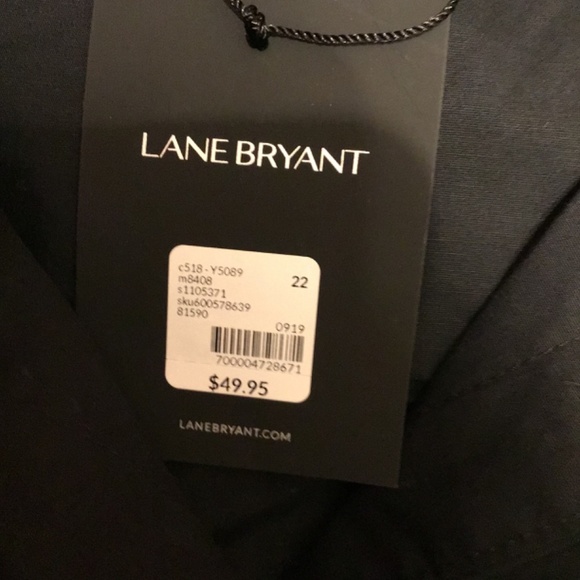 LANE BRYANT
c518 - Y5089 22
m8408
s1105371
sku600578639
81590
0919
700004728671
$49.95
LANEBRYANT.COM